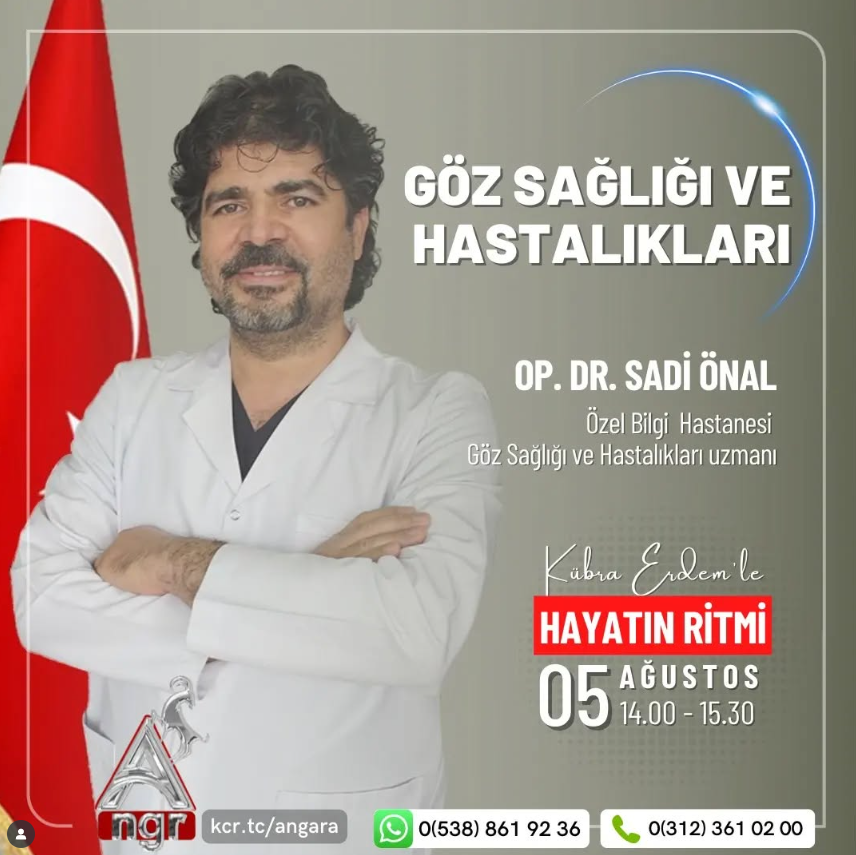 GÖZ SAĞLIĞI VE
HASTALIKLARI
OP. DR. SADİ ÖNAL
Özel Bilgi Hastanesi
Göz Sağlığı ve Hastalıkları uzmanı
Kübra Erdem'le
HAYATIN RİTMİ
05 AĞUSTOS
14.00 - 15.30
A
ngr
kcr.tc/angara
0(538) 861 92 36
0(312) 361 02 00